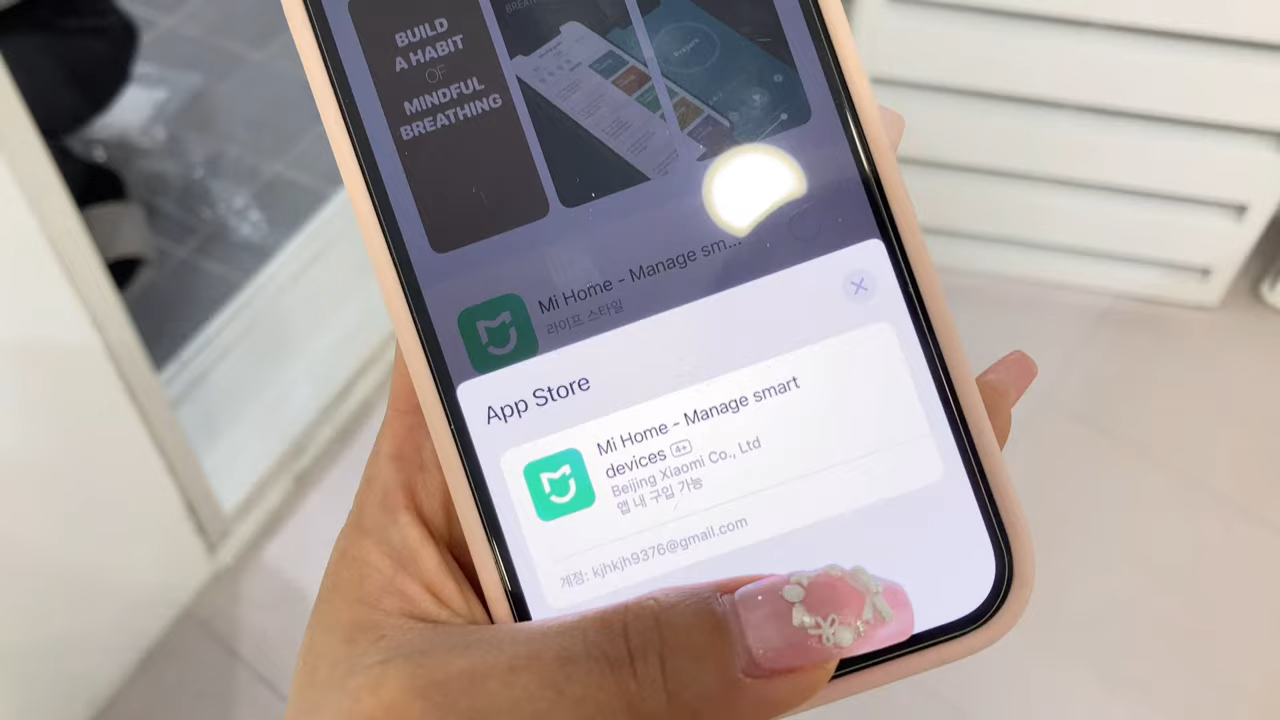 BUILD
A HABIT
OF
MINDFUL
BREATHING
Mi Home - Manage sm...
라이프 스타일
App Store
Mi Home - Manage smart
devices 4+
Beijing Xiaomi Co., Ltd
앱 내 구입 가능
계정: kjhkjh9376@gmail.com